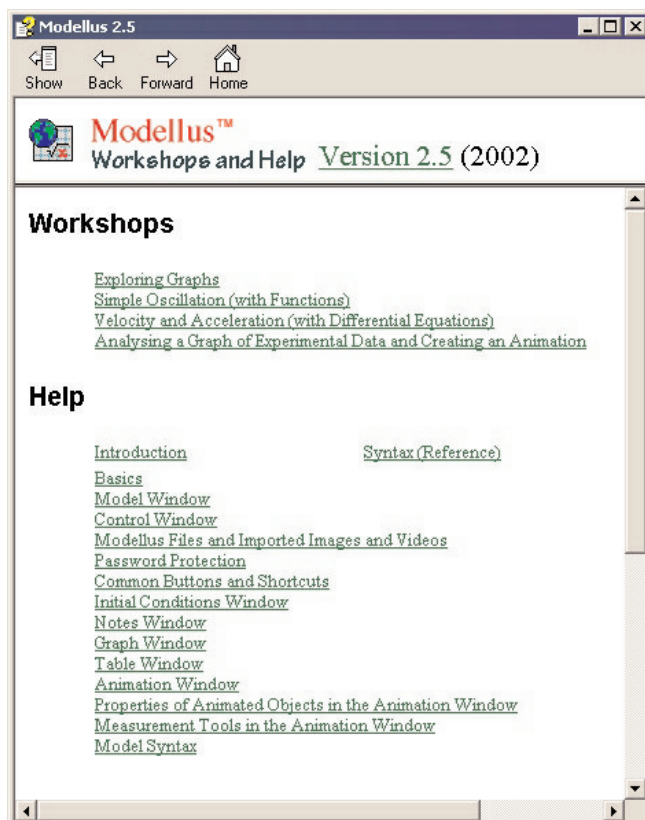 Modellus 2.5
Show Back Forward Home
Modellus™
Workshops and Help Version 2.5 (2002)
Workshops
Exploring Graphs
Simple Oscillation (with Functions)
Velocity and Acceleration (with Differential Equations)
Analysing a Graph of Experimental Data and Creating an Animation
Help
Introduction Syntax (Reference)
Basics
Model Window
Control Window
Modellus Files and Imported Images and Videos
Password Protection
Common Buttons and Shortcuts
Initial Conditions Window
Notes Window
Graph Window
Table Window
Animation Window
Properties of Animated Objects in the Animation Window
Measurement Tools in the Animation Window
Model Syntax